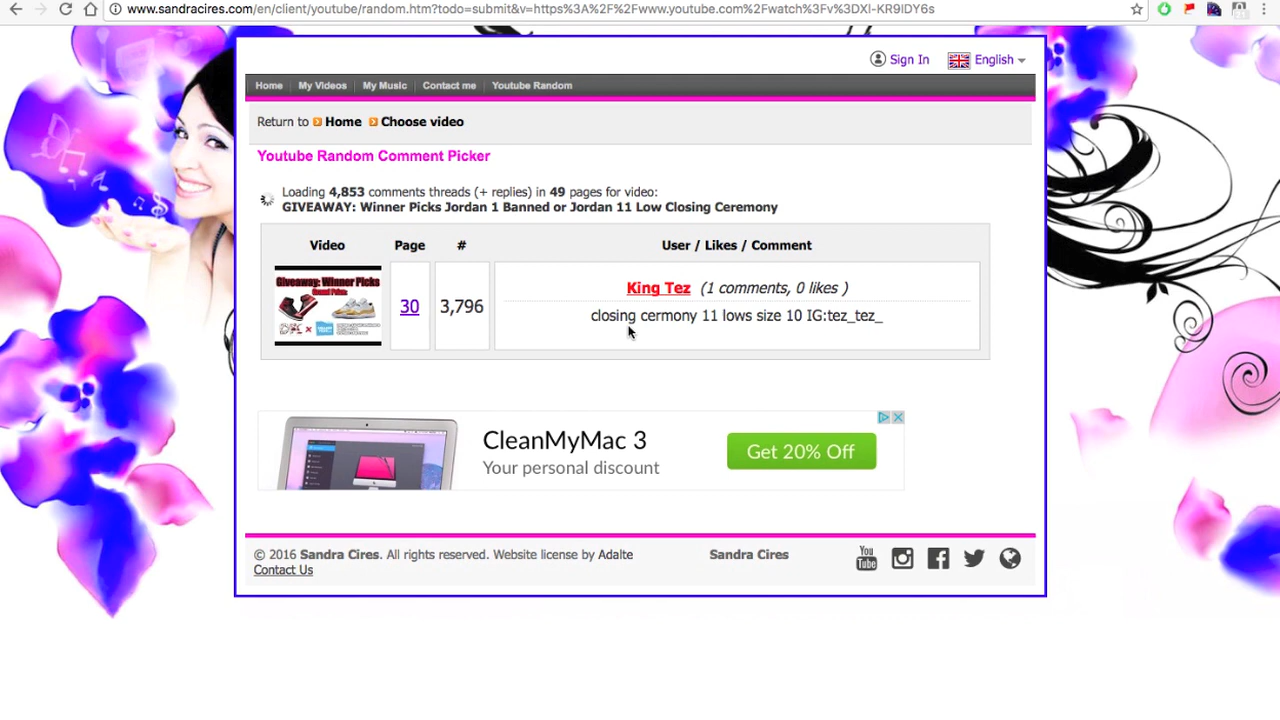 www.sandracires.com/en/client/youtube/random.htm?todo=submit&v=https%3A%2F%2Fwww.youtube.com%2Fwatch%3Fv%3DXI-KR9IDY6s
Sign In English
Home My Videos My Music Contact me Youtube Random
Return to Home Choose video
Youtube Random Comment Picker
Loading 4,853 comments threads (+ replies) in 49 pages for video:
GIVEAWAY: Winner Picks Jordan 1 Banned or Jordan 11 Low Closing Ceremony
Video Page # User / Likes / Comment
Giveaway: Winner Picks
30 3,796
King Tez (1 comments, 0 likes )
closing cermony 11 lows size 10 IG:tez_tez_
CleanMyMac 3
Your personal discount
Get 20% Off
© 2016 Sandra Cires. All rights reserved. Website license by Adalte
Contact Us
Sandra Cires
You
Tube